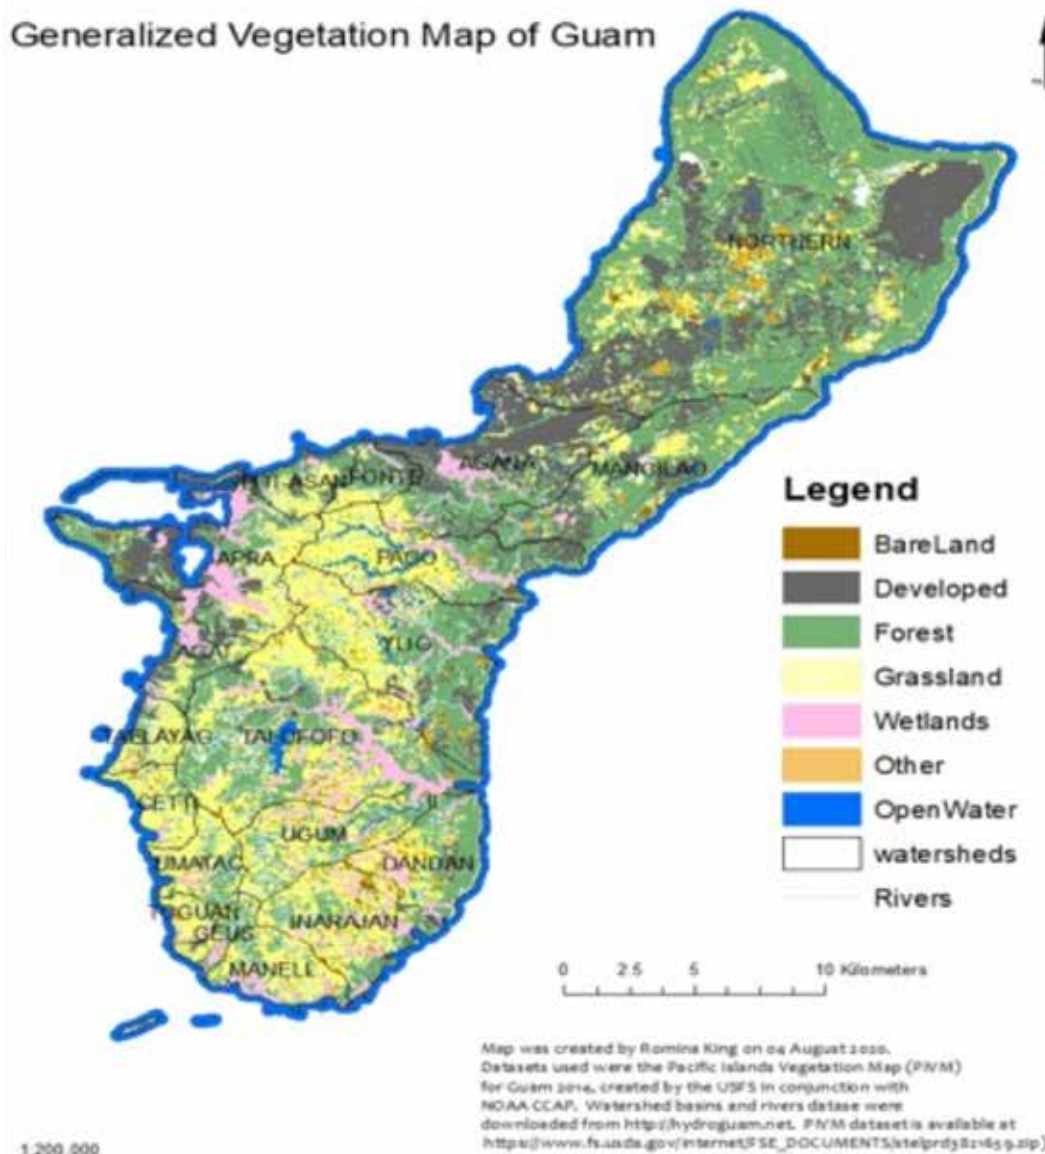 Generalized Vegetation Map of Guam
NORTHERN
AGANA
MANGILAO
FONTE
APRA
PAGO
YLIG
AGAT
TAELAYAG
TALOFOFO
CETTI
UGUM
UMATAC
DANDAN
TOGUAN
INARAJAN
GEUS
MANELL
Legend
BareLand
Developed
Forest
Grassland
Wetlands
Other
OpenWater
watersheds
Rivers
0 2.5 5 10 Kilometers
Map was created by Romina King on 04 August 2020.
Datasets used were the Pacific Islands Vegetation Map (PIVM)
for Guam 2014, created by the USFS in conjunction with
NOAA CCAP. Watershed basins and rivers datase were
downloaded from http://hydroguam.net. PIVM dataset is available at
1:200,000